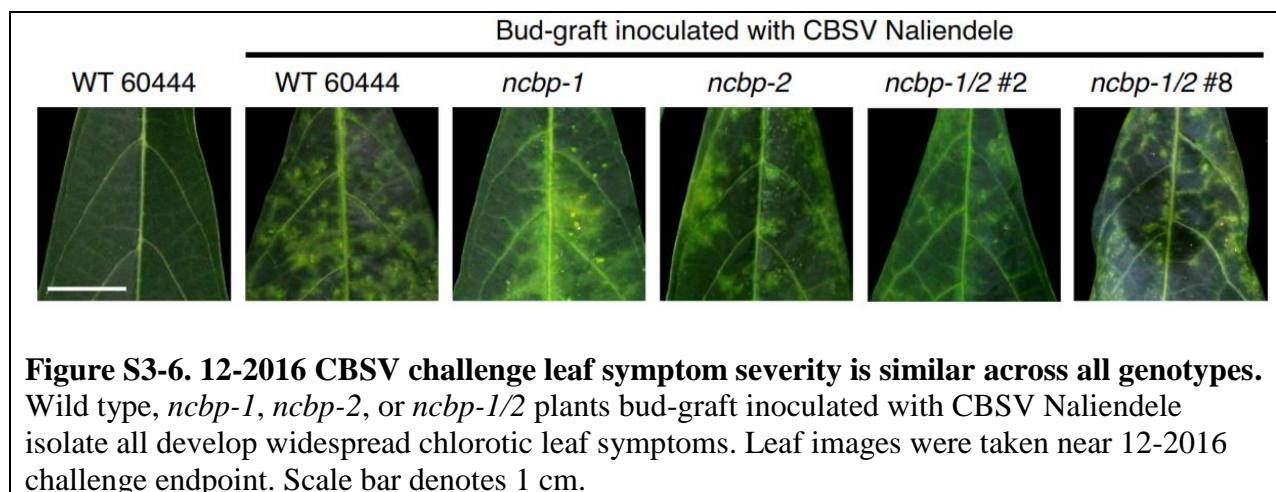 Bud-graft inoculated with CBSV Naliendele
WT 60444 WT 60444 ncbp-1 ncbp-2 ncbp-1/2 #2 ncbp-1/2 #8
Figure S3-6. 12-2016 CBSV challenge leaf symptom severity is similar across all genotypes.
Wild type, ncbp-1, ncbp-2, or ncbp-1/2 plants bud-graft inoculated with CBSV Naliendele
isolate all develop widespread chlorotic leaf symptoms. Leaf images were taken near 12-2016
challenge endpoint. Scale bar denotes 1 cm.